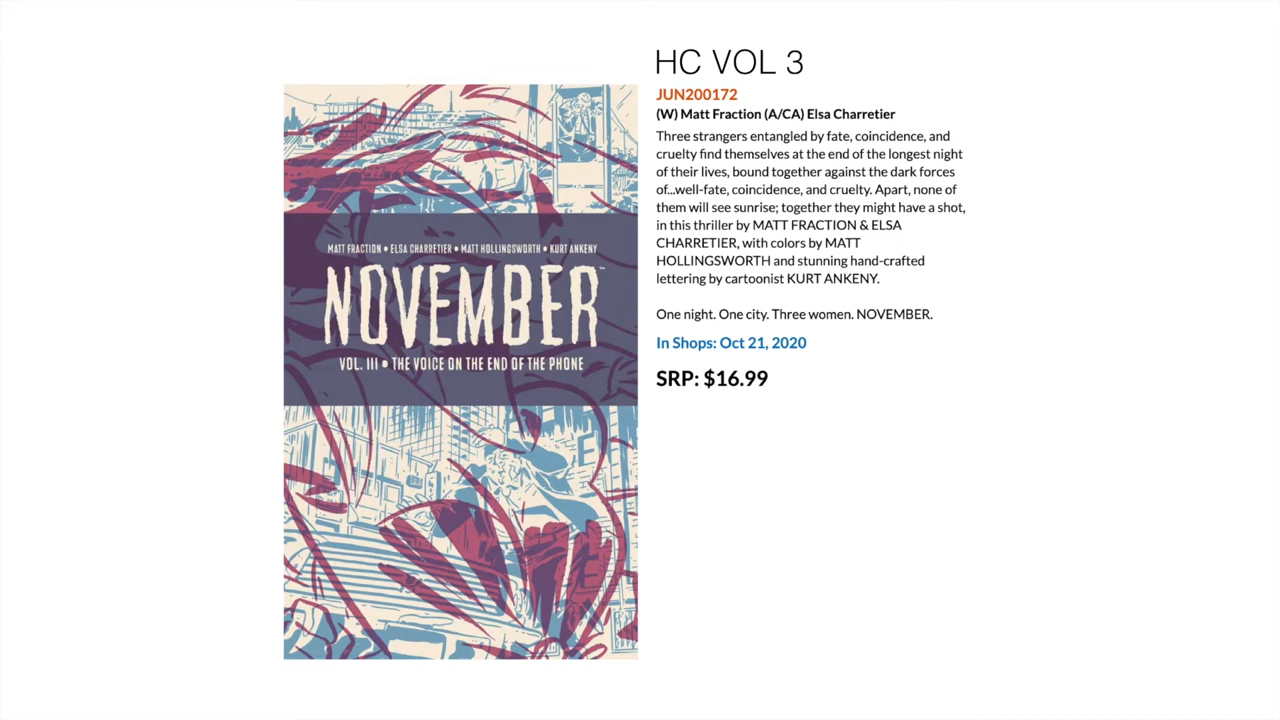 HC VOL 3
JUN200172
(W) Matt Fraction (A/CA) Elsa Charretier
Three strangers entangled by fate, coincidence, and
cruelty find themselves at the end of the longest night
of their lives, bound together against the dark forces
of...well-fate, coincidence, and cruelty. Apart, none of
them will see sunrise; together they might have a shot,
in this thriller by MATT FRACTION & ELSA
CHARRETIER, with colors by MATT
HOLLINGSWORTH and stunning hand-crafted
lettering by cartoonist KURT ANKENY.
One night. One city. Three women. NOVEMBER.
In Shops: Oct 21, 2020
SRP: $16.99
MATT FRACTION • ELSA CHARRETIER • MATT HOLLINGSWORTH • KURT ANKENY
NOVEMBER™
VOL. III • THE VOICE ON THE END OF THE PHONE